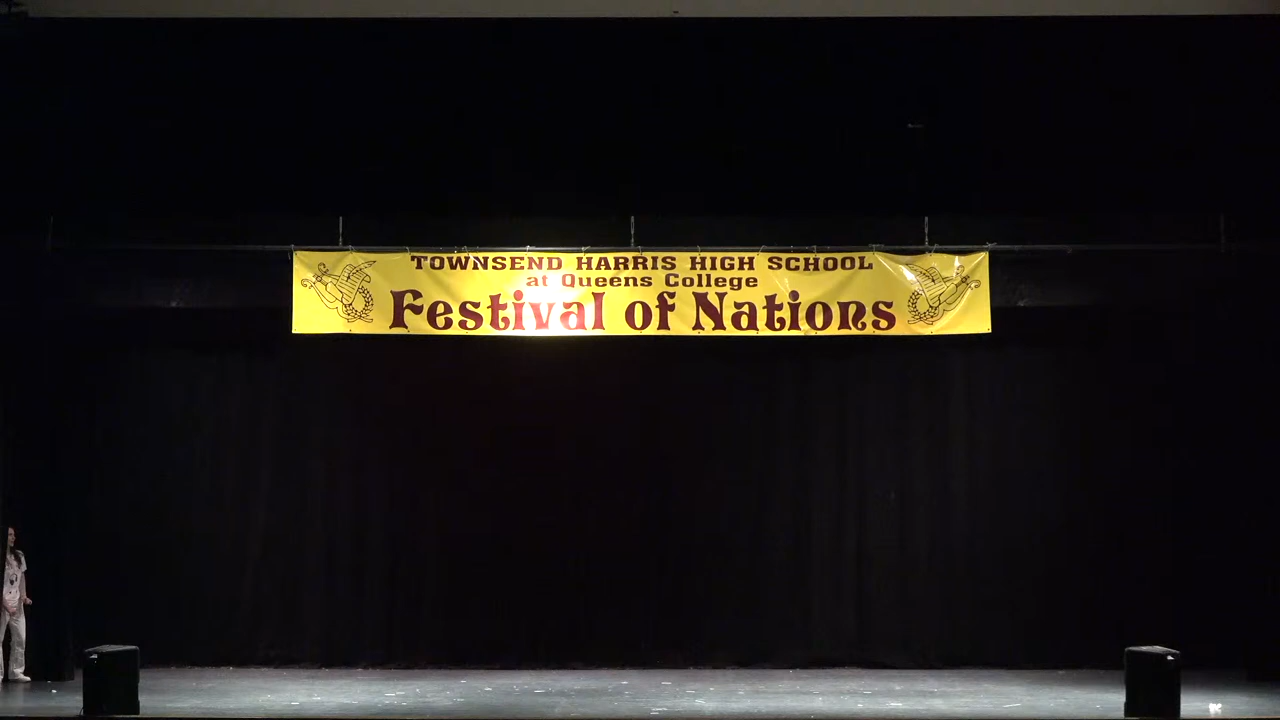 TOWNSEND HARRIS HIGH SCHOOL
at Queens College
Festival of Nations